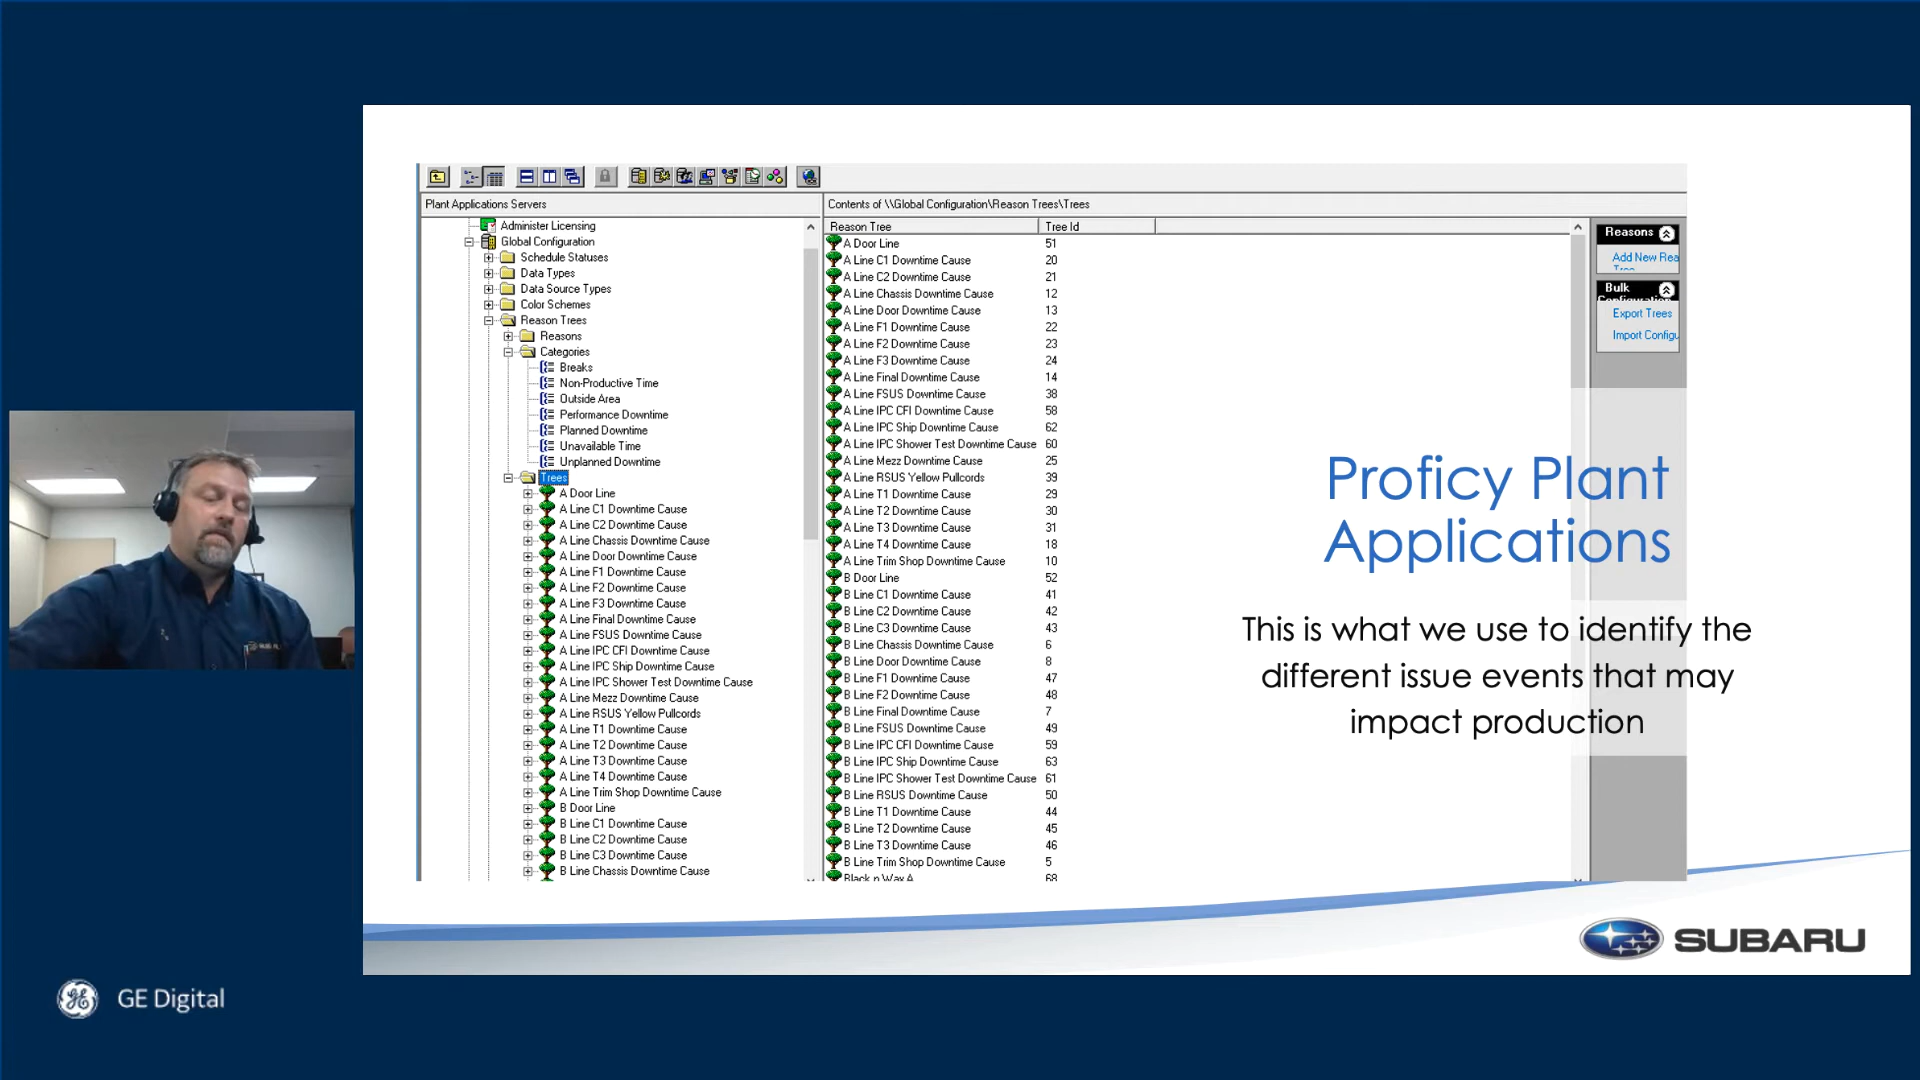 Plant Applications Servers
Administer Licensing
Global Configuration
Schedule Statuses
Data Types
Data Source Types
Color Schemes
Reason Trees
Reasons
Categories
Breaks
Non-Productive Time
Outside Area
Performance Downtime
Planned Downtime
Unavailable Time
Unplanned Downtime
Trees
A Door Line
A Line C1 Downtime Cause
A Line C2 Downtime Cause
A Line Chassis Downtime Cause
A Line Door Downtime Cause
A Line F1 Downtime Cause
A Line F2 Downtime Cause
A Line F3 Downtime Cause
A Line Final Downtime Cause
A Line FSUS Downtime Cause
A Line IPC CFI Downtime Cause
A Line IPC Ship Downtime Cause
A Line IPC Shower Test Downtime Cause
A Line Mezz Downtime Cause
A Line RSUS Yellow Pullcords
A Line T1 Downtime Cause
A Line T2 Downtime Cause
A Line T3 Downtime Cause
A Line T4 Downtime Cause
A Line Trim Shop Downtime Cause
B Door Line
B Line C1 Downtime Cause
B Line C2 Downtime Cause
B Line C3 Downtime Cause
B Line Chassis Downtime Cause
Contents of \\Global Configuration\Reason Trees\Trees
Reason Tree Tree Id
A Door Line 51
A Line C1 Downtime Cause 20
A Line C2 Downtime Cause 21
A Line Chassis Downtime Cause 12
A Line Door Downtime Cause 13
A Line F1 Downtime Cause 22
A Line F2 Downtime Cause 23
A Line F3 Downtime Cause 24
A Line Final Downtime Cause 14
A Line FSUS Downtime Cause 38
A Line IPC CFI Downtime Cause 58
A Line IPC Ship Downtime Cause 62
A Line IPC Shower Test Downtime Cause 60
A Line Mezz Downtime Cause 25
A Line RSUS Yellow Pullcords 39
A Line T1 Downtime Cause 29
A Line T2 Downtime Cause 30
A Line T3 Downtime Cause 31
A Line T4 Downtime Cause 18
A Line Trim Shop Downtime Cause 10
B Door Line 52
B Line C1 Downtime Cause 41
B Line C2 Downtime Cause 42
B Line C3 Downtime Cause 43
B Line Chassis Downtime Cause 6
B Line Door Downtime Cause 8
B Line F1 Downtime Cause 47
B Line F2 Downtime Cause 48
B Line Final Downtime Cause 7
B Line FSUS Downtime Cause 49
B Line IPC CFI Downtime Cause 59
B Line IPC Ship Downtime Cause 63
B Line IPC Shower Test Downtime Cause 61
B Line RSUS Downtime Cause 50
B Line T1 Downtime Cause 44
B Line T2 Downtime Cause 45
B Line T3 Downtime Cause 46
B Line Trim Shop Downtime Cause 5
Black n Wax A 68
Reasons
Add New Rea
Tree
Bulk
Configuration
Export Trees
Import Configu
Proficy Plant
Applications
This is what we use to identify the
different issue events that may
impact production
SUBARU
GE Digital